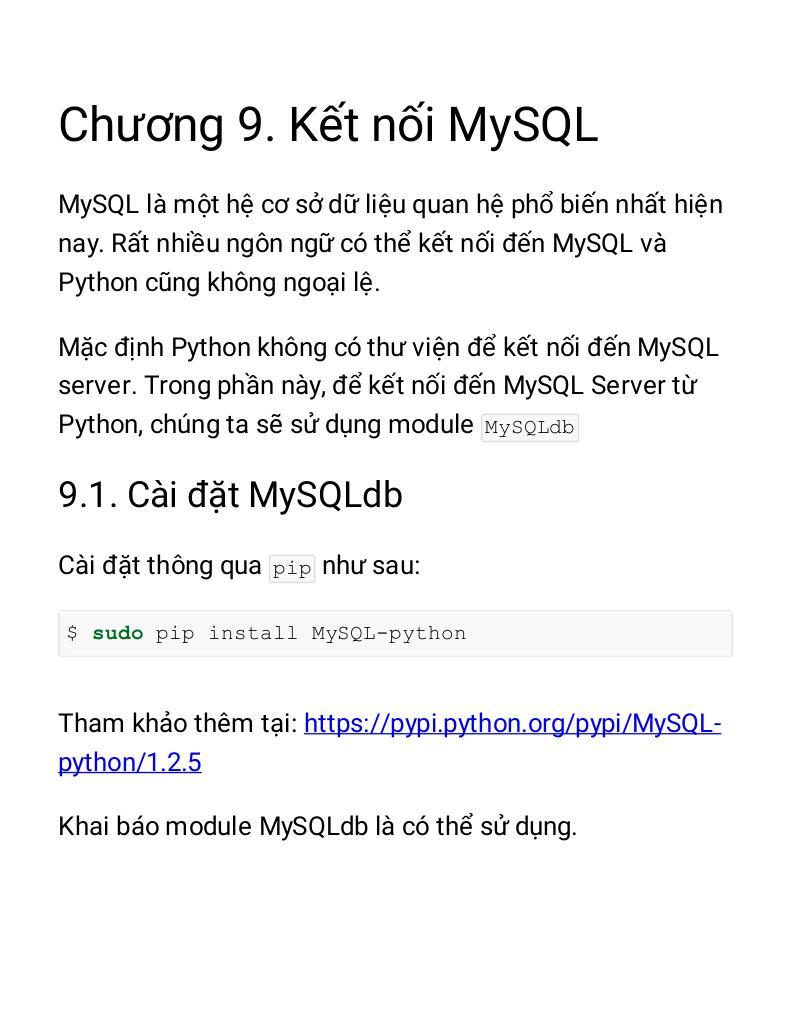 Chương 9. Kết nối MySQL
MySQL là một hệ cơ sở dữ liệu quan hệ phổ biến nhất hiện
nay. Rất nhiều ngôn ngữ có thể kết nối đến MySQL và
Python cũng không ngoại lệ.
Mặc định Python không có thư viện để kết nối đến MySQL
server. Trong phần này, để kết nối đến MySQL Server từ
Python, chúng ta sẽ sử dụng module MySQLdb
9.1. Cài đặt MySQLdb
Cài đặt thông qua pip như sau:
$ sudo pip install MySQL-python
Tham khảo thêm tại: https://pypi.python.org/pypi/MySQL-
python/1.2.5
Khai báo module MySQLdb là có thể sử dụng.